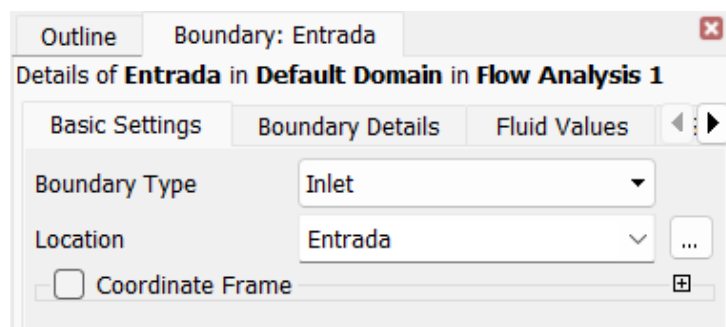 Outline Boundary: Entrada
Details of Entrada in Default Domain in Flow Analysis 1
Basic Settings Boundary Details Fluid Values
Boundary Type Inlet
Location Entrada ...
Coordinate Frame